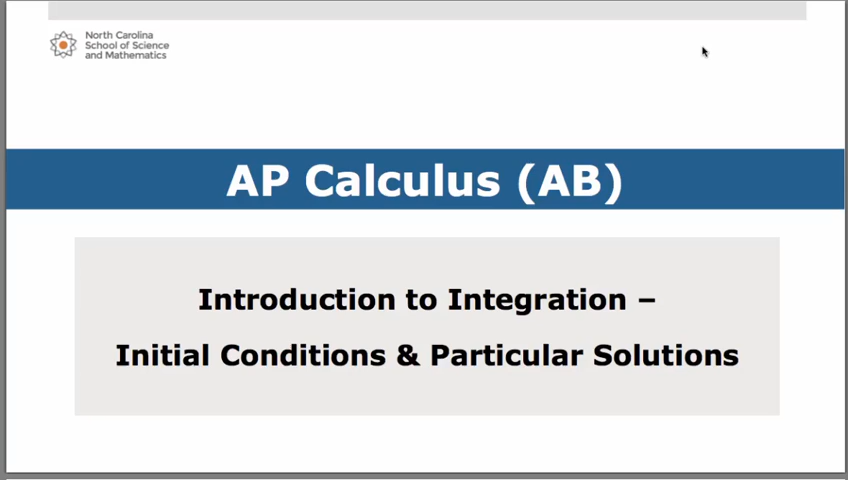 North Carolina
School of Science
and Mathematics
AP Calculus (AB)
Introduction to Integration –
Initial Conditions & Particular Solutions